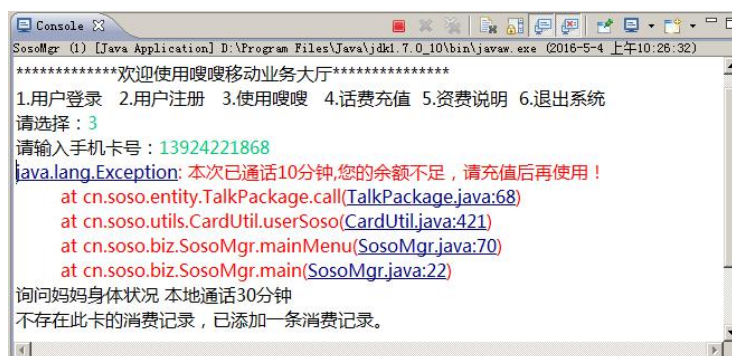 Console
SosoMgr (1) [Java Application] D:\Program Files\Java\jdk1.7.0_10\bin\javaw.exe (2016-5-4 上午10:26:32)
*************欢迎使用嗖嗖移动业务大厅***************
1.用户登录 2.用户注册 3.使用嗖嗖 4.话费充值 5.资费说明 6.退出系统
请选择：3
请输入手机卡号：13924221868
java.lang.Exception: 本次已通话10分钟,您的余额不足，请充值后再使用！
at cn.soso.entity.TalkPackage.call(TalkPackage.java:68)
at cn.soso.utils.CardUtil.userSoso(CardUtil.java:421)
at cn.soso.biz.SosoMgr.mainMenu(SosoMgr.java:70)
at cn.soso.biz.SosoMgr.main(SosoMgr.java:22)
询问妈妈身体状况 本地通话30分钟
不存在此卡的消费记录，已添加一条消费记录。